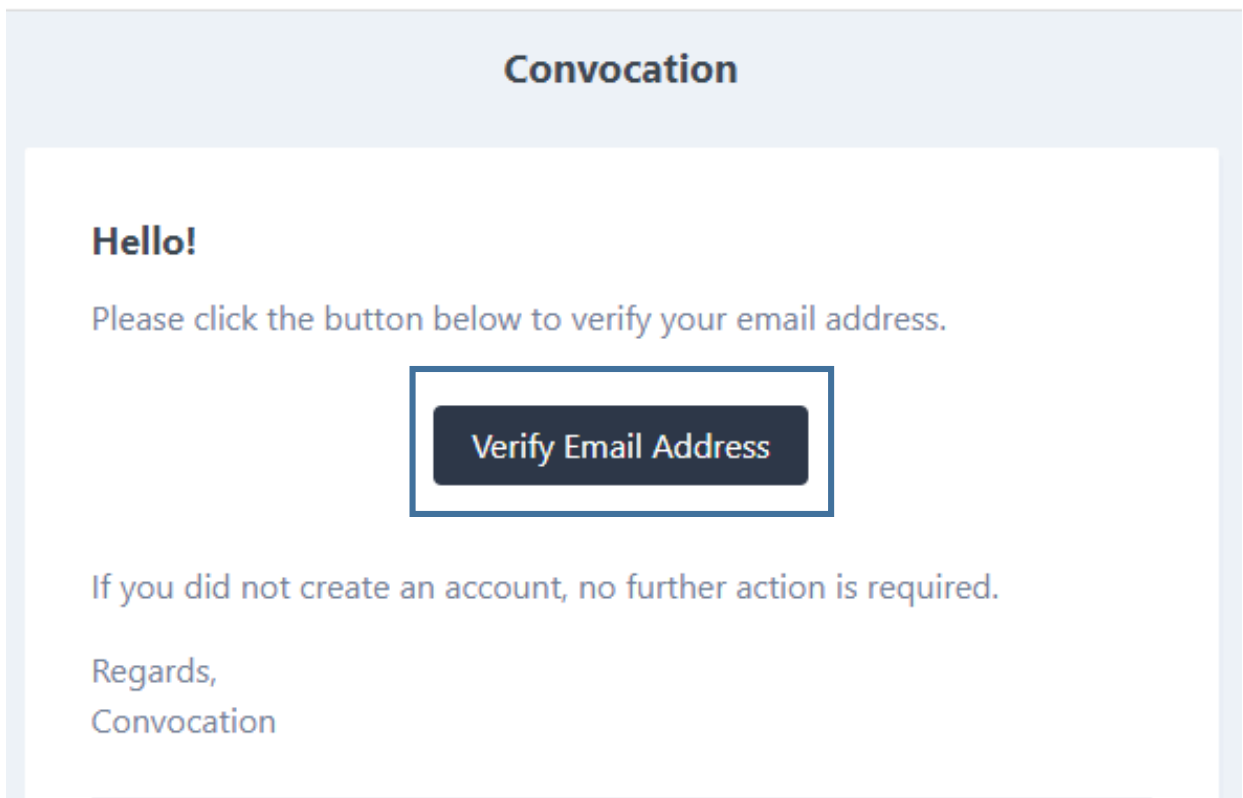 Convocation
Hello!
Please click the button below to verify your email address.
Verify Email Address
If you did not create an account, no further action is required.
Regards,
Convocation